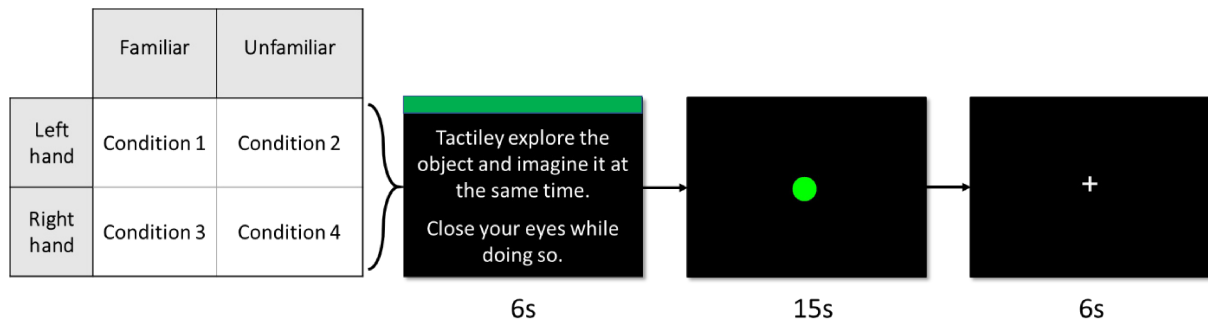 Familiar Unfamiliar
Left
hand
Condition 1 Condition 2
Right
hand
Condition 3 Condition 4
Tactiley explore the
object and imagine it at
the same time.
Close your eyes while
doing so.
+
6s 15s 6s